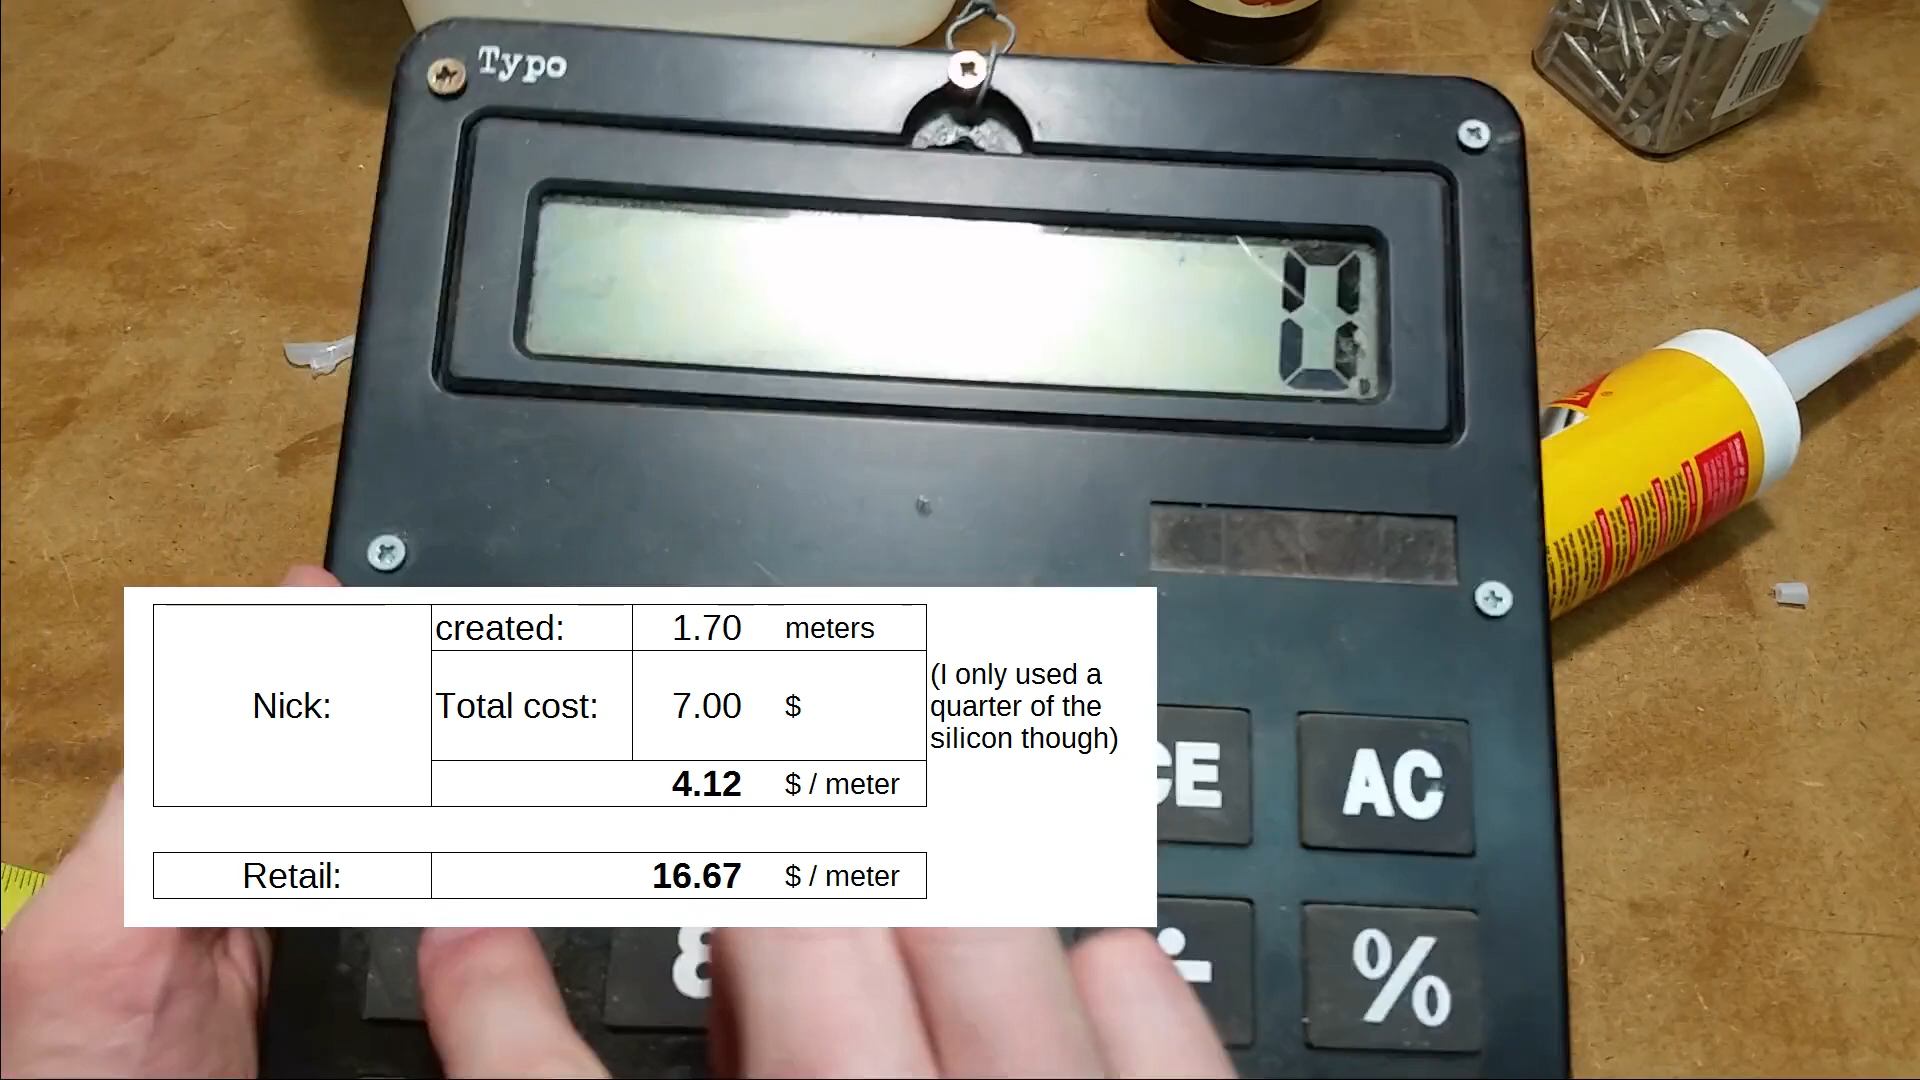 Typo
0.
Nick:
created: 1.70 meters
Total cost: 7.00 $
(I only used a
quarter of the
silicon though)
4.12 $ / meter
Retail: 16.67 $ / meter
CE AC
8 ÷ %